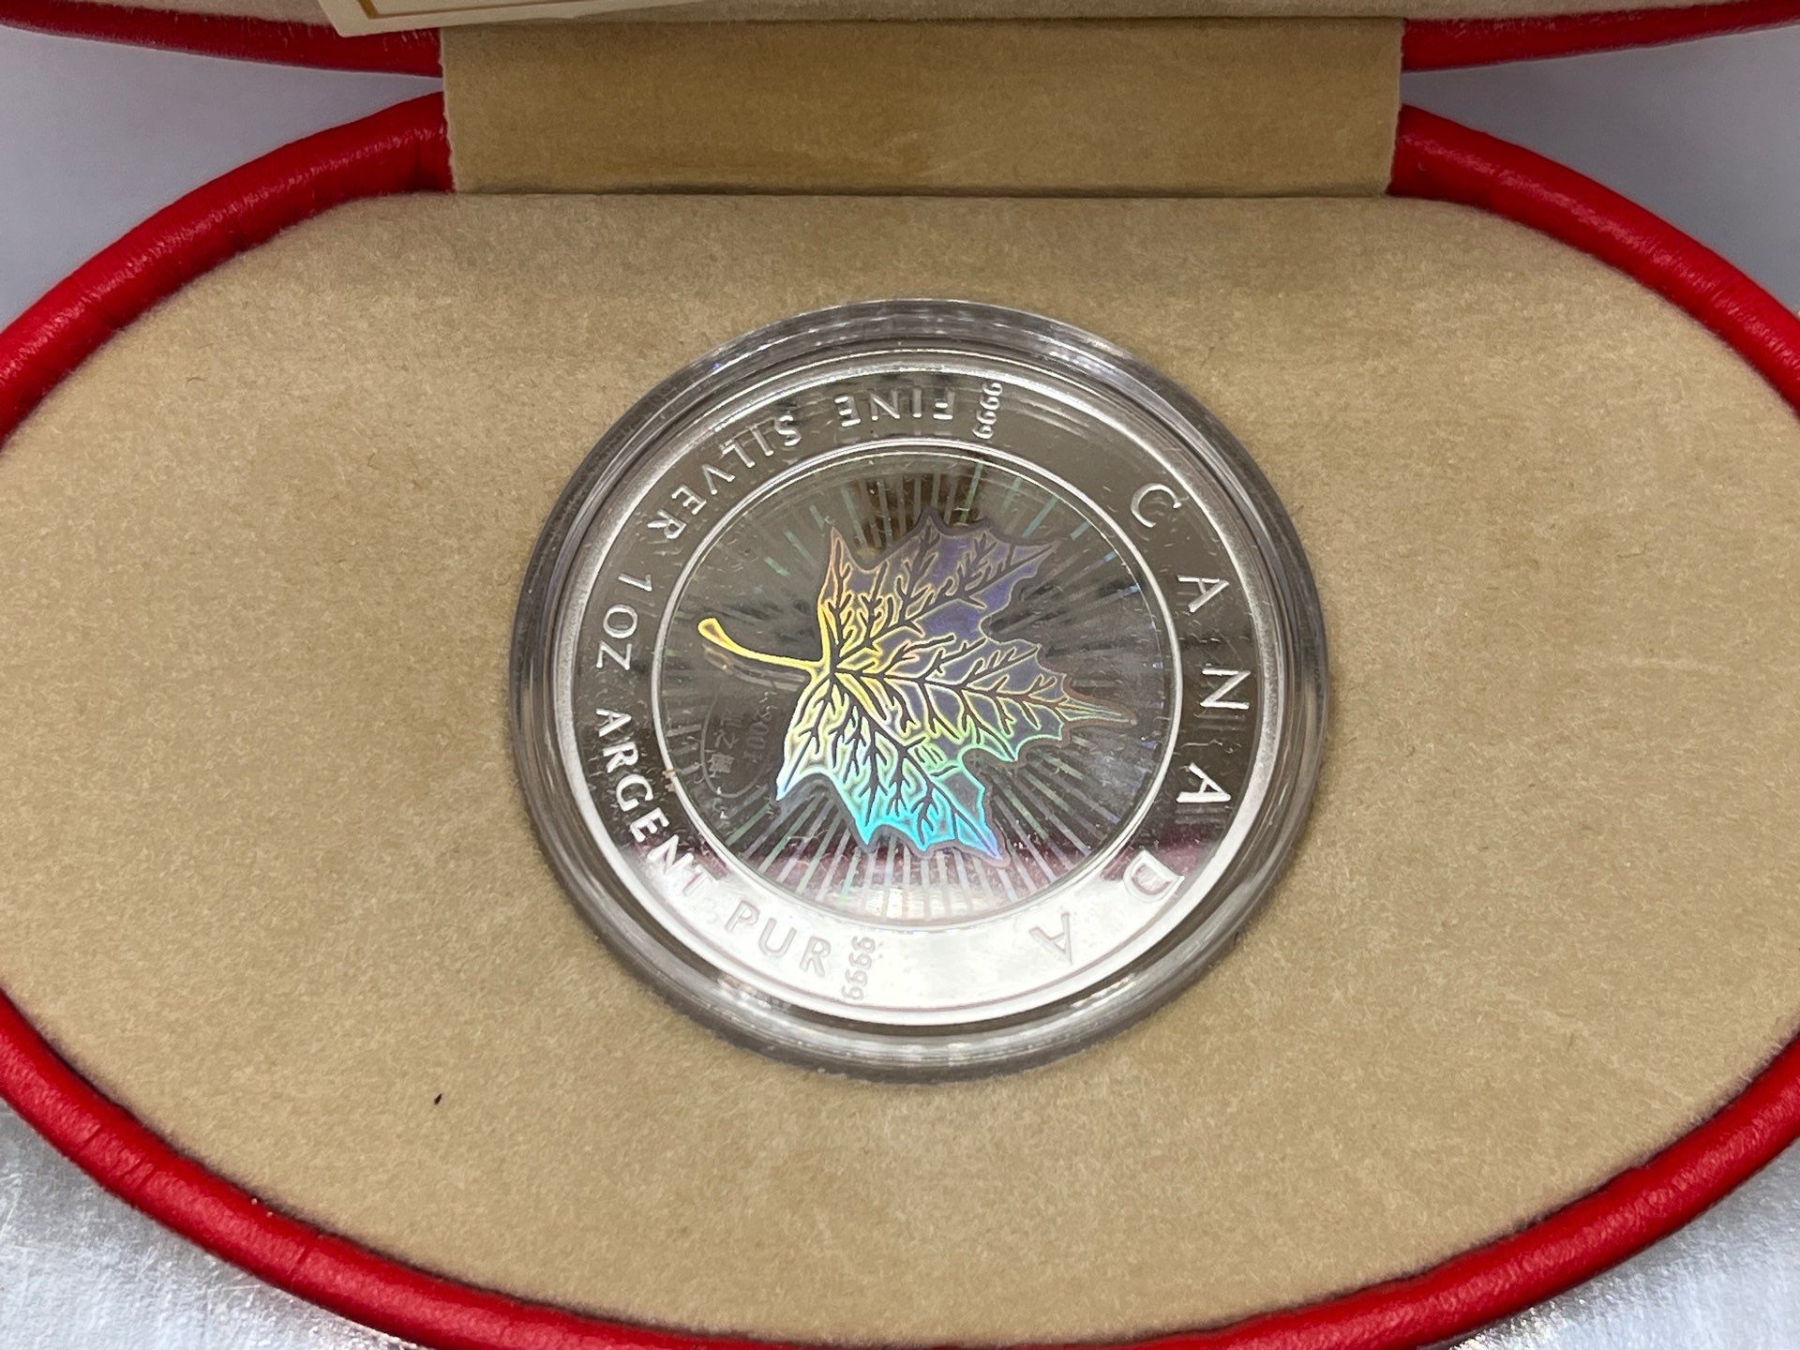 CANADA
9999
FINE SILVER 1OZ ARGENT PUR
9999